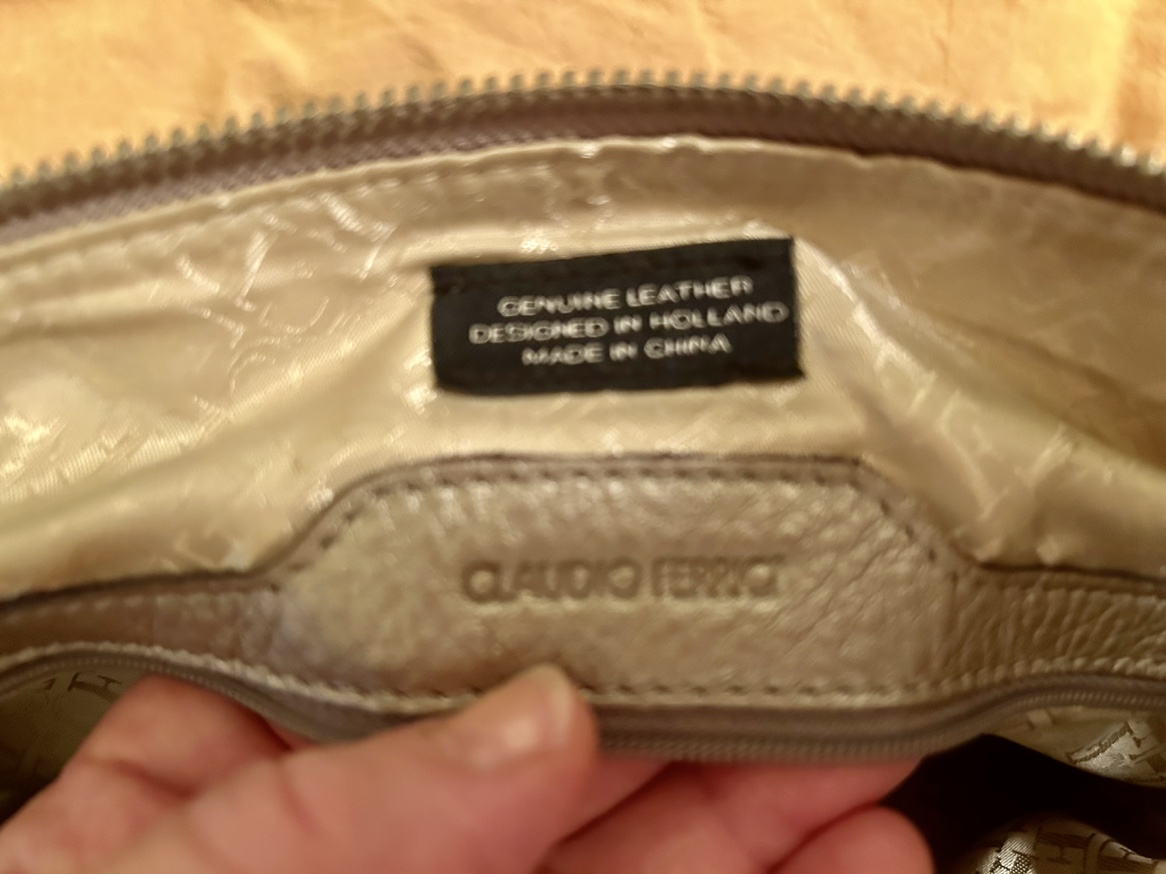 GENUINE LEATHER
DESIGNED IN HOLLAND
MADE IN CHINA
CLAUDIO FERRICI